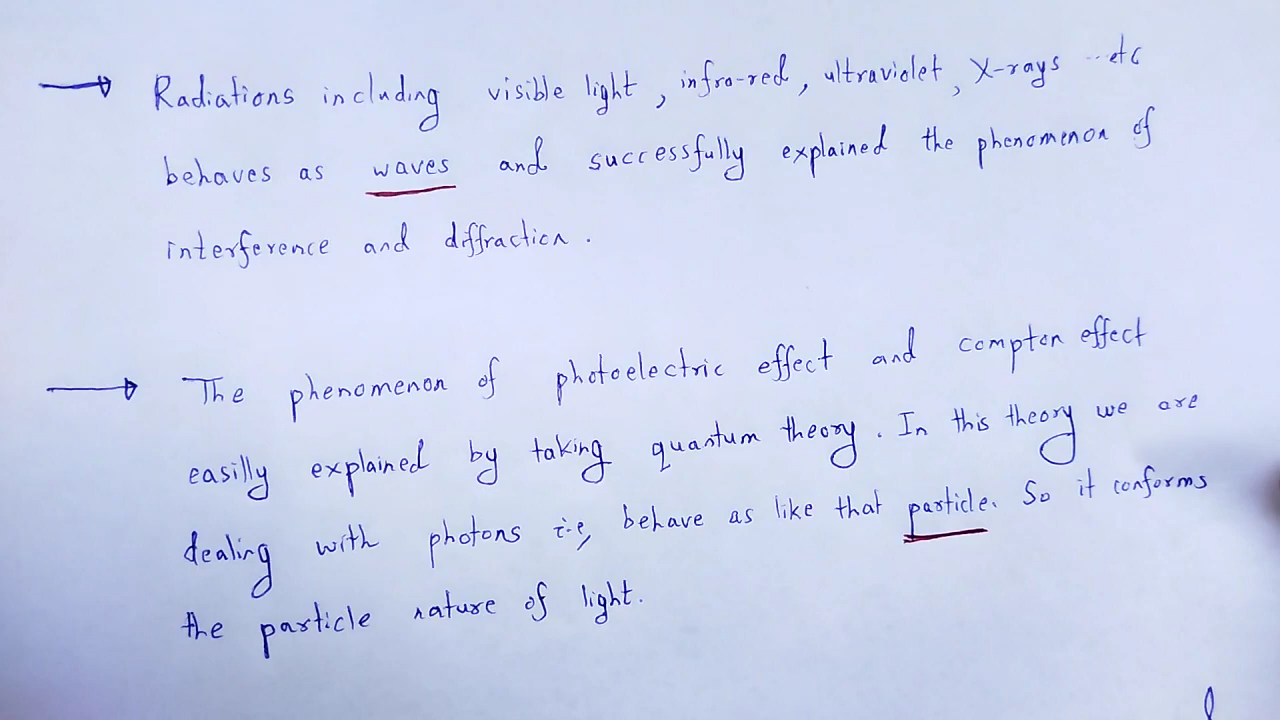 → Radiations including visible light, infra-red, ultraviolet, X-rays ...etc
behaves as waves and successfully explained the phenomenon of
interference and diffraction.
→ The phenomenon of photoelectric effect and compton effect
easilly explained by taking quantum theory. In this theory we are
dealing with photons i.e, behave as like that particle. So it conforms
the particle nature of light.